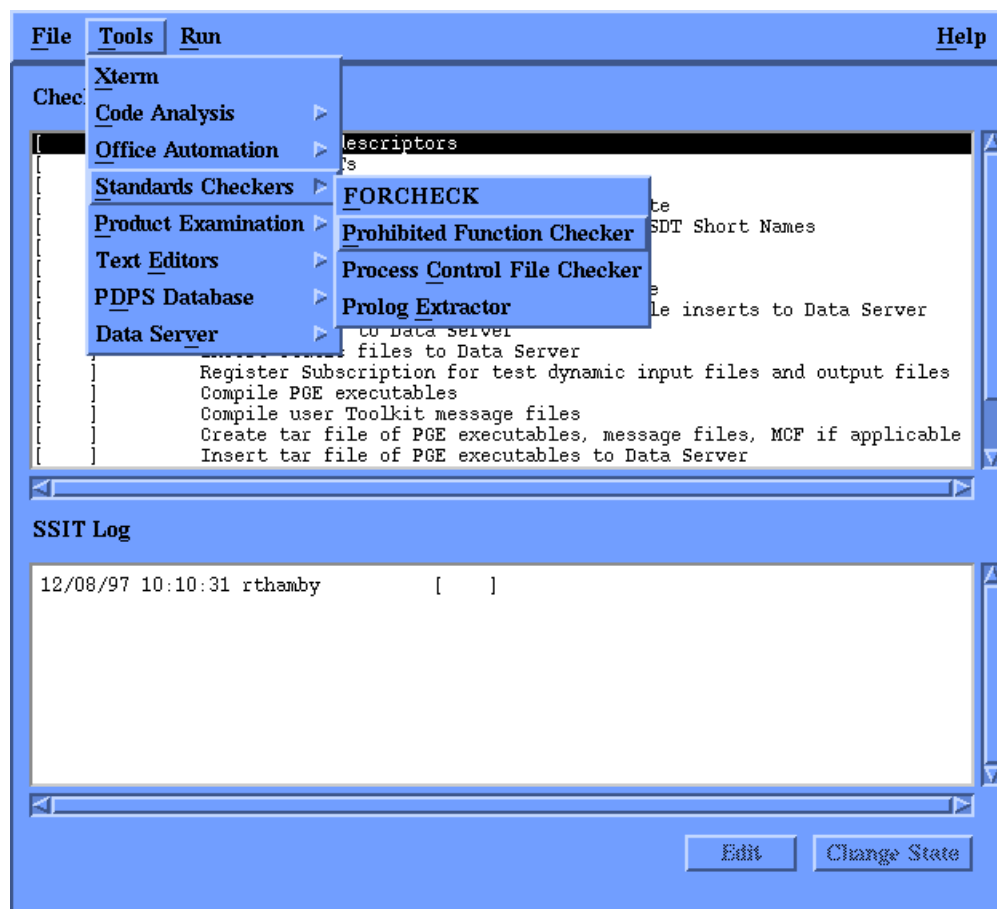 File Tools Run Help
Xterm
Code Analysis
Office Automation
Standards Checkers
Product Examination
Text Editors
PDPS Database
Data Server
FORCHECK
Prohibited Function Checker
Process Control File Checker
Prolog Extractor
[ descriptors
[
[
[
[ SDT Short Names
[
[
[
[ inserts to Data Server
[ to Data Server
[ ] files to Data Server
[ ] Register Subscription for test dynamic input files and output files
[ ] Compile PGE executables
[ ] Compile user Toolkit message files
[ ] Create tar file of PGE executables, message files, MCF if applicable
[ ] Insert tar file of PGE executables to Data Server
SSIT Log
12/08/97 10:10:31 rthamby [ ]
Edit Change State